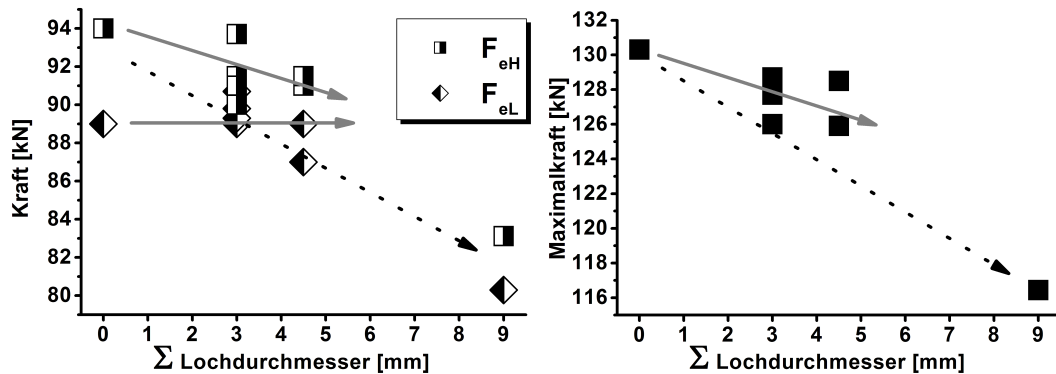 Kraft [kN]
94
92
90
88
86
84
82
80
0 1 2 3 4 5 6 7 8 9
Σ Lochdurchmesser [mm]
FeH
FeL
Maximalkraft [kN]
132
130
128
126
124
122
120
118
116
0 1 2 3 4 5 6 7 8 9
Σ Lochdurchmesser [mm]